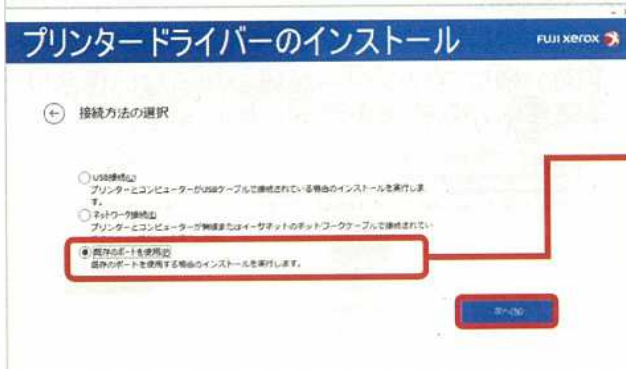 プリンタードライバーのインストール
FUJI xerox
接続方法の選択
USB接続(U)
プリンターとコンピューターがUSBケーブルで接続されている場合のインストールを実行しま
す。
ネットワーク接続(E)
プリンターとコンピューターが無線またはイーサネットのネットワークケーブルで接続されてい
既存のポートを使用(P)
既存のポートを使用する場合のインストールを実行します。
次へ(N)